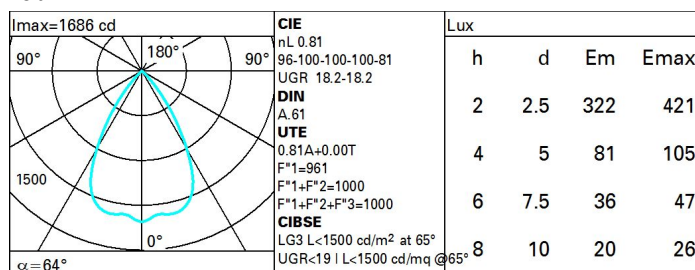 Imax=1686 cd
180°
90°
90°
1500
0°
α=64°
CIE
nL 0.81
96-100-100-100-81
UGR 18.2-18.2
DIN
A.61
UTE
0.81A+0.00T
F"1=961
F"1+F"2=1000
F"1+F"2+F"3=1000
CIBSE
LG3 L<1500 cd/m² at 65°
UGR<19 | L<1500 cd/mq @65°
Lux
h d Em Emax
2 2.5 322 421
4 5 81 105
6 7.5 36 47
8 10 20 26